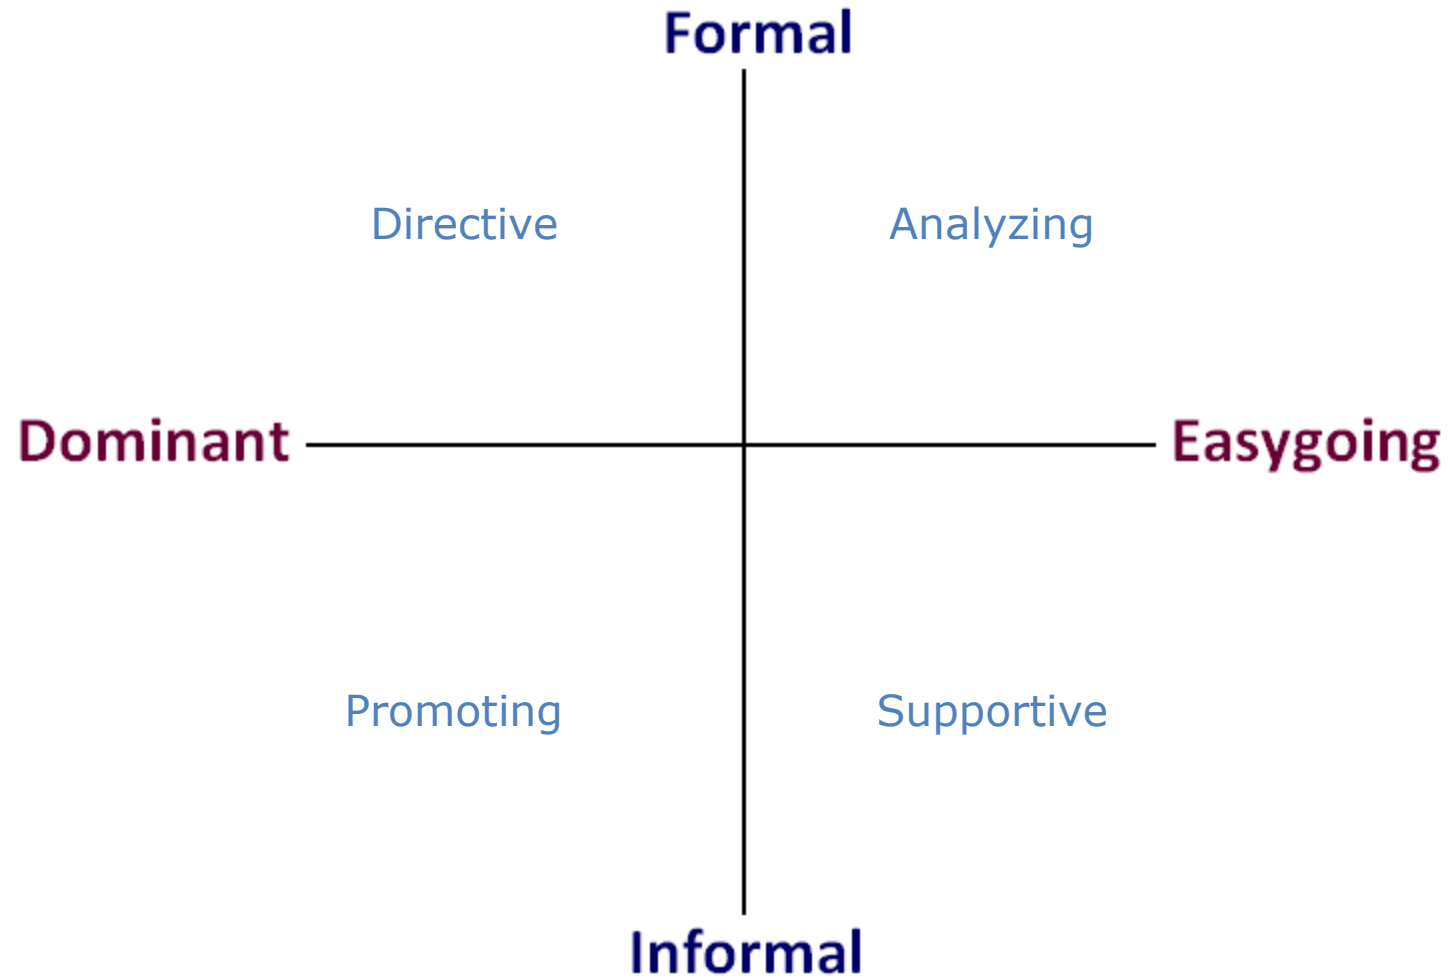 Formal
Directive
Analyzing
Dominant
Easygoing
Promoting
Supportive
Informal